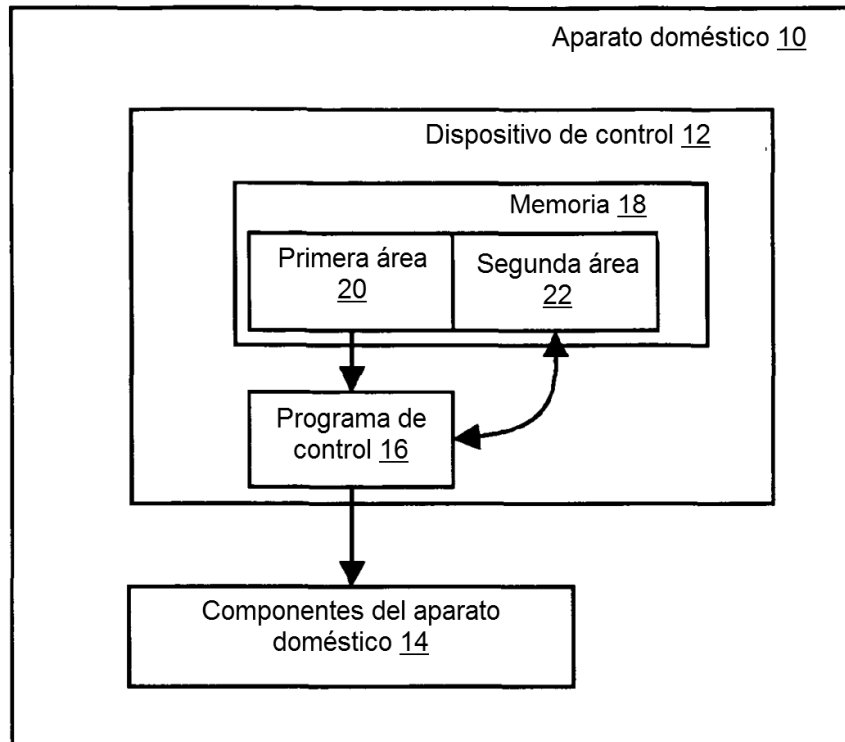 Aparato doméstico 10
Dispositivo de control 12
Memoria 18
Primera área
20
Segunda área
22
Programa de
control 16
Componentes del aparato
doméstico 14